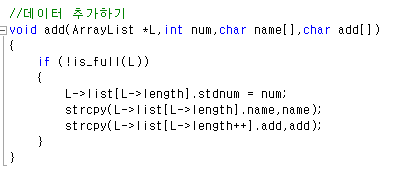 //데이터 추가하기
void add(ArrayList *L,int num,char name[],char add[])
{
if (!is_full(L))
{
L->list[L->length].stdnum = num;
strcpy(L->list[L->length].name,name);
strcpy(L->list[L->length++].add,add);
}
}